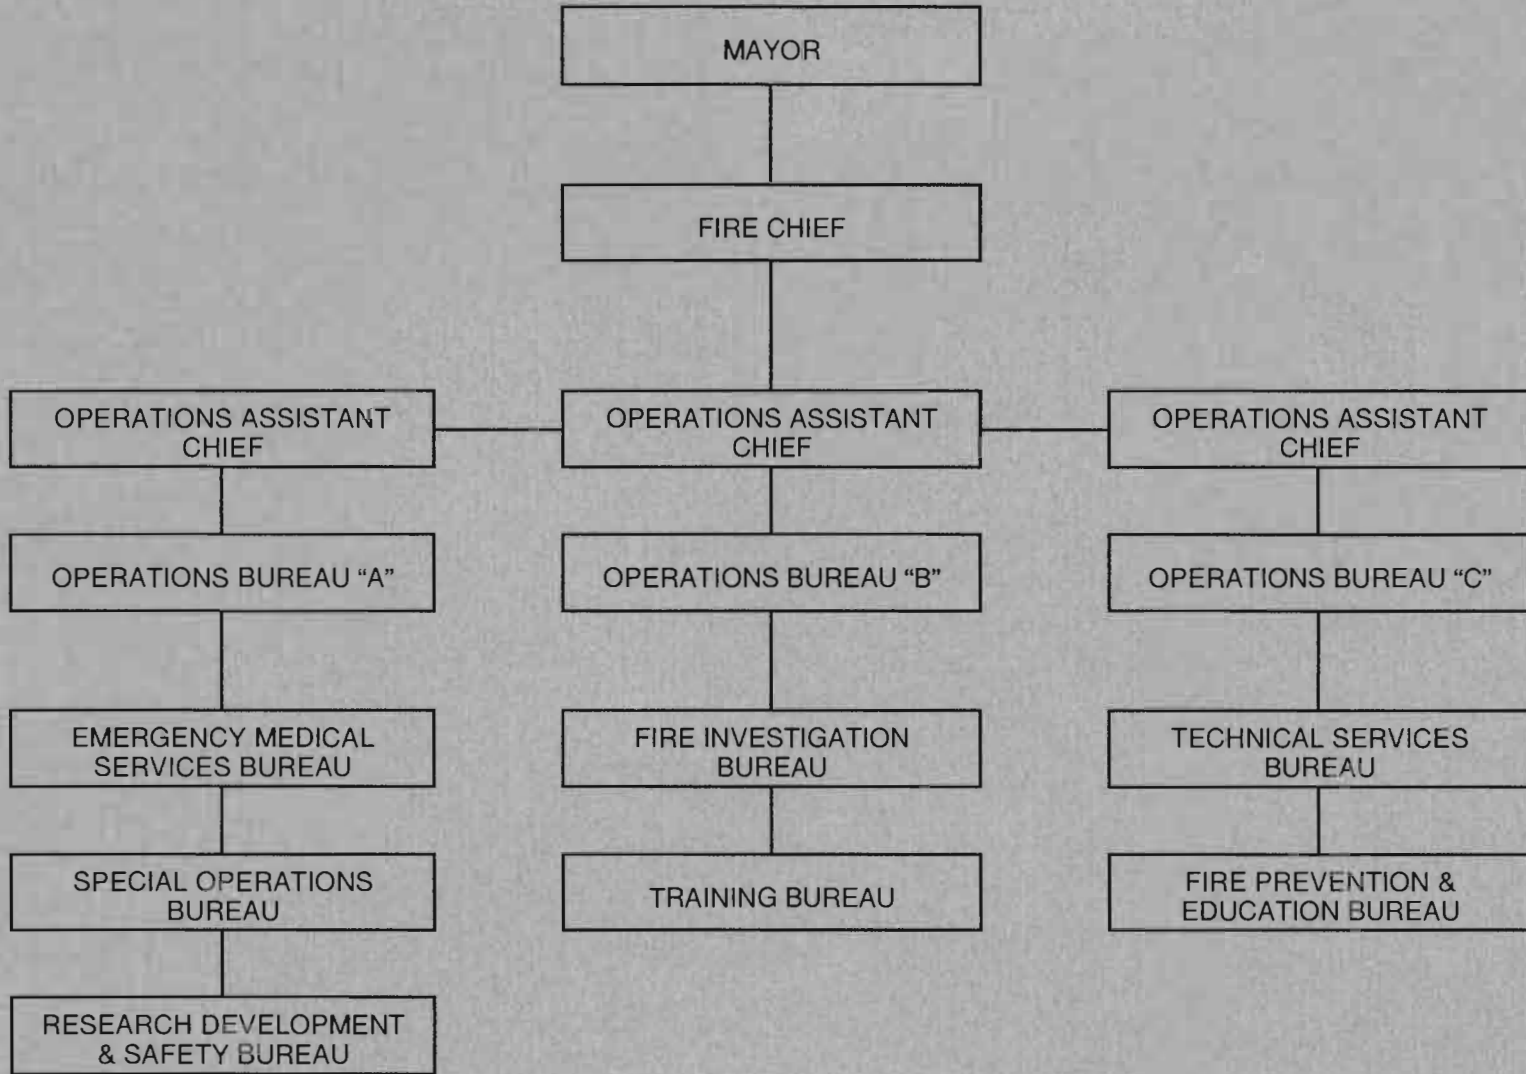 MAYOR
FIRE CHIEF
OPERATIONS ASSISTANT
CHIEF
OPERATIONS ASSISTANT
CHIEF
OPERATIONS ASSISTANT
CHIEF
OPERATIONS BUREAU “A”
OPERATIONS BUREAU “B”
OPERATIONS BUREAU “C”
EMERGENCY MEDICAL
SERVICES BUREAU
FIRE INVESTIGATION
BUREAU
TECHNICAL SERVICES
BUREAU
SPECIAL OPERATIONS
BUREAU
TRAINING BUREAU
FIRE PREVENTION &
EDUCATION BUREAU
RESEARCH DEVELOPMENT
& SAFETY BUREAU